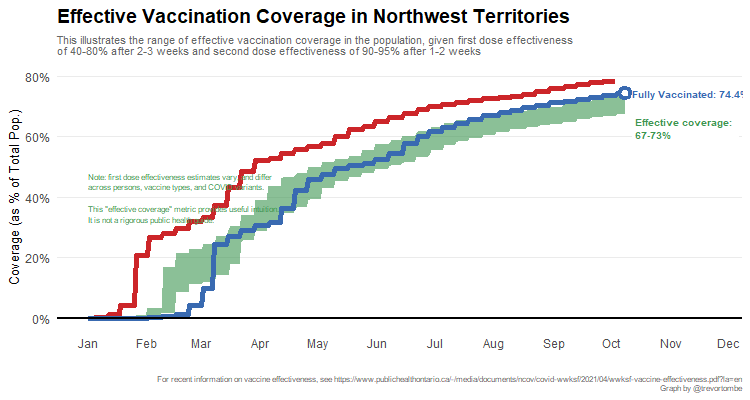 Effective Vaccination Coverage in Northwest Territories
This illustrates the range of effective vaccination coverage in the population, given first dose effectiveness
of 40-80% after 2-3 weeks and second dose effectiveness of 90-95% after 1-2 weeks
Coverage (as % of Total Pop.)
80%
60%
40%
20%
0%
Note: first dose effectiveness estimates vary and differ
across persons, vaccine types, and COVID variants.
This "effective coverage" metric provides useful intuition.
It is not a rigorous public health
Fully Vaccinated: 74.4%
Effective coverage:
67-73%
Jan Feb Mar Apr May Jun Jul Aug Sep Oct Nov Dec
For recent information on vaccine effectiveness, see https://www.publichealthontario.ca/-/media/documents/ncov/covid-wwksf/2021/04/wwksf-vaccine-effectiveness.pdf?la=en
Graph by @trevortombe